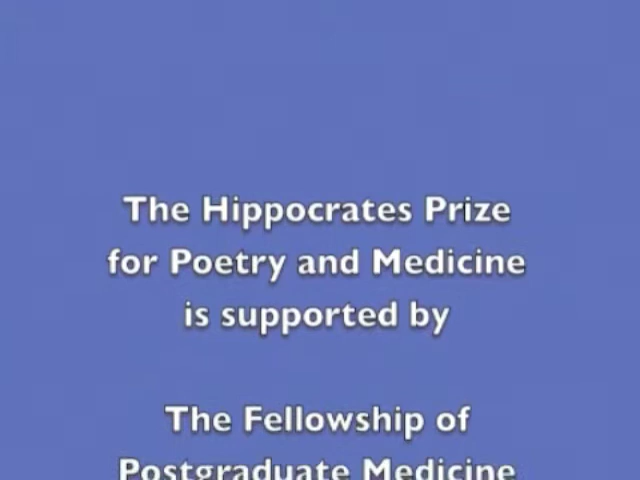 The Hippocrates Prize
for Poetry and Medicine
is supported by
The Fellowship of
Postgraduate Medicine